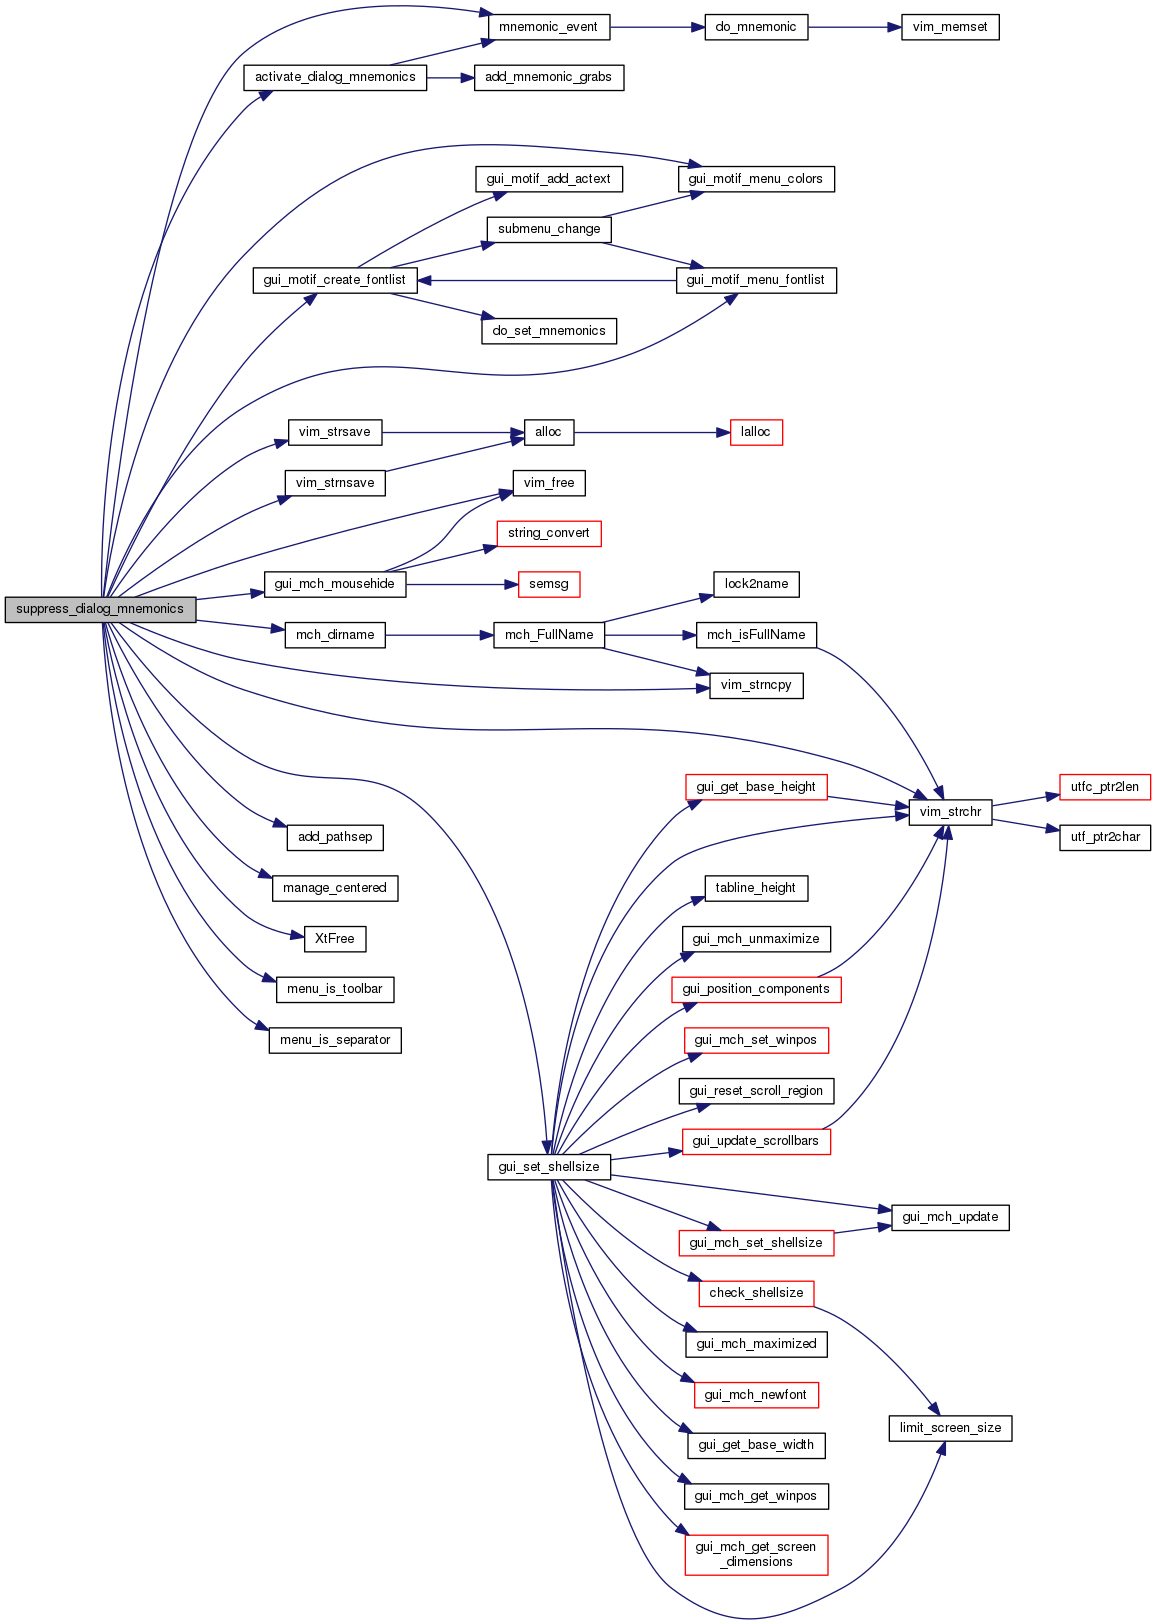 mnemonic_event
do_mnemonic
vim_memset
activate_dialog_mnemonics
add_mnemonic_grabs
gui_motif_add_actext
gui_motif_menu_colors
submenu_change
gui_motif_create_fontlist
gui_motif_menu_fontlist
do_set_mnemonics
vim_strsave
alloc
lalloc
vim_strnsave
vim_free
string_convert
gui_mch_mousehide
semsg
lock2name
suppress_dialog_mnemonics
mch_dirname
mch_FullName
mch_isFullName
vim_strncpy
gui_get_base_height
utfc_ptr2len
vim_strchr
add_pathsep
utf_ptr2char
manage_centered
tabline_height
XtFree
gui_mch_unmaximize
menu_is_toolbar
gui_position_components
menu_is_separator
gui_mch_set_winpos
gui_reset_scroll_region
gui_update_scrollbars
gui_set_shellsize
gui_mch_update
gui_mch_set_shellsize
check_shellsize
gui_mch_maximized
gui_mch_newfont
limit_screen_size
gui_get_base_width
gui_mch_get_winpos
gui_mch_get_screen
_dimensions